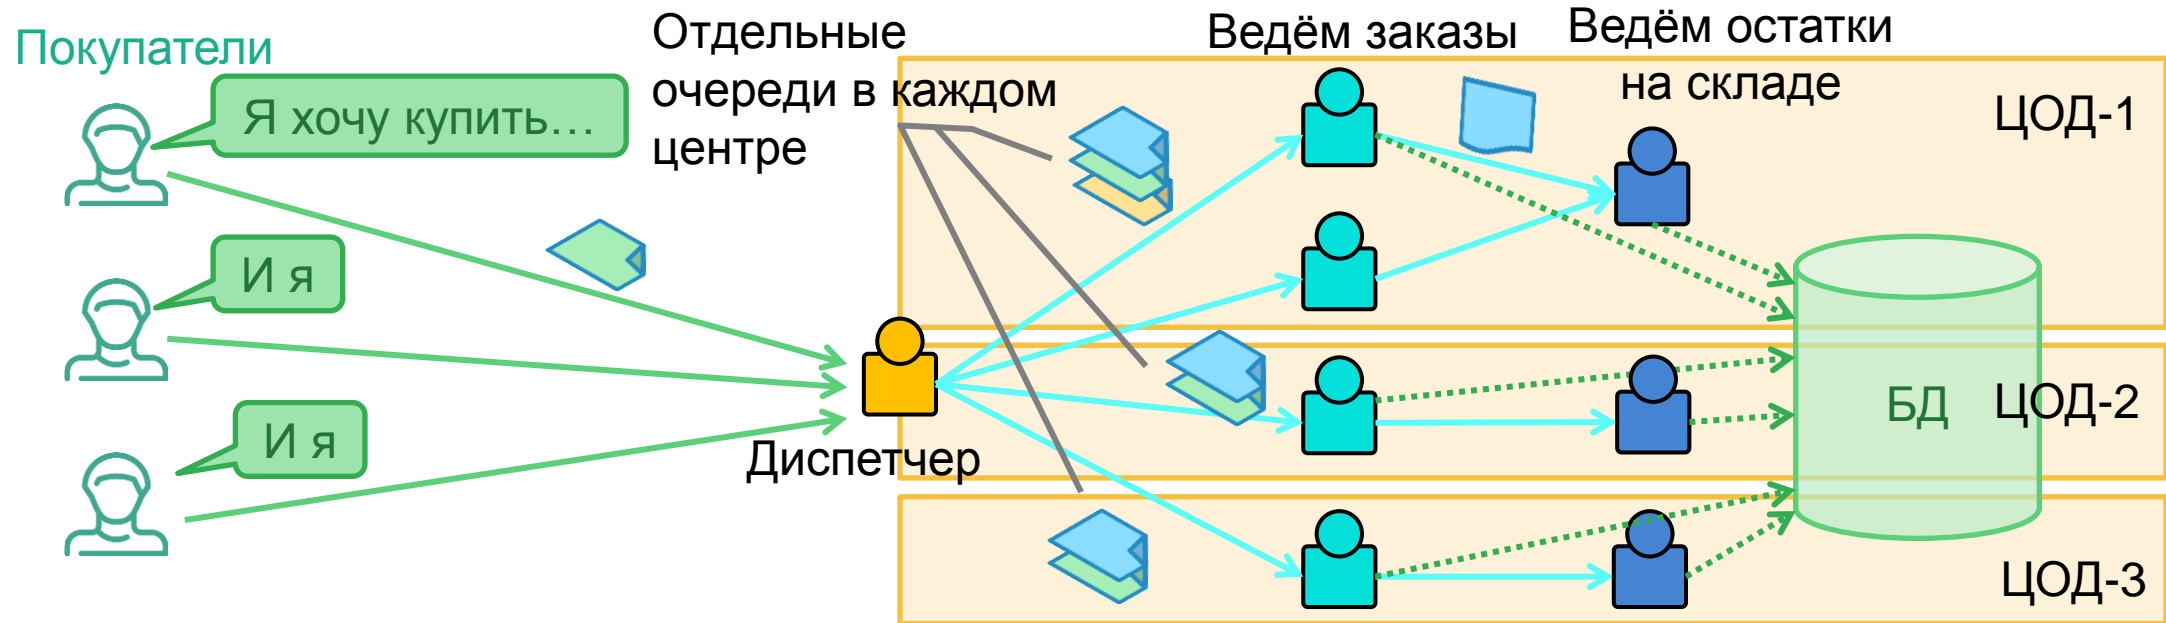 Покупатели
Я хочу купить…
И я
И я
Отдельные
очереди в каждом
центре
Диспетчер
Ведём заказы
Ведём остатки
на складе
ЦОД-1
БД
ЦОД-2
ЦОД-3